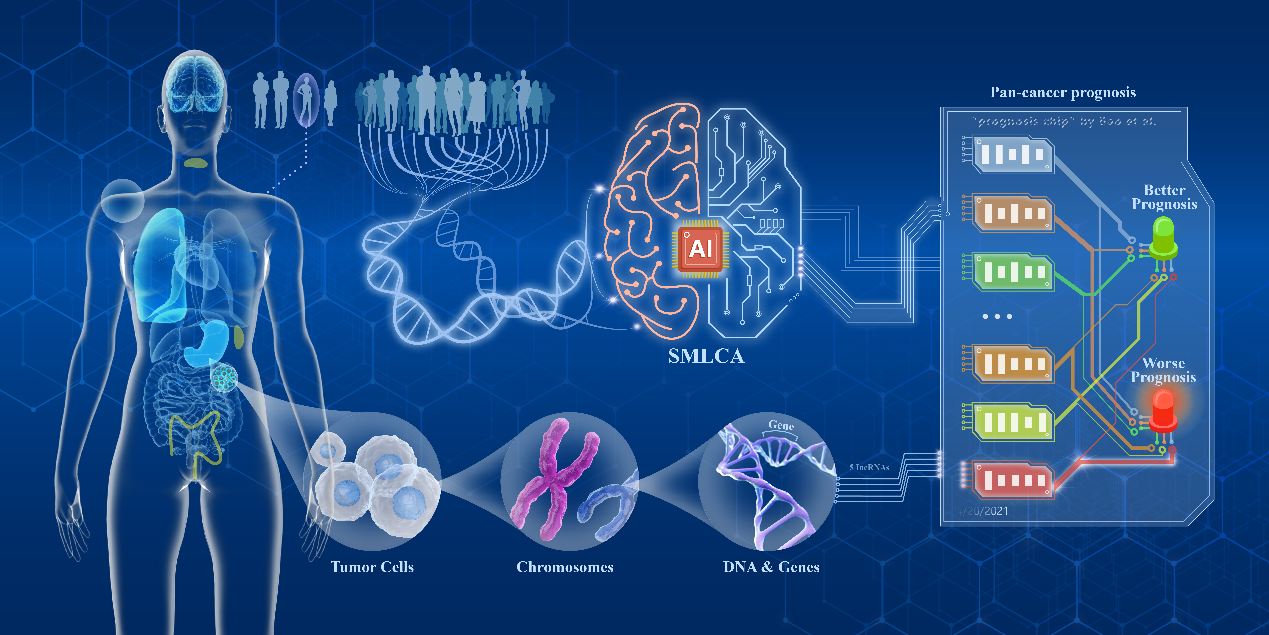 Pan-cancer prognosis
"prognosis chip" by Bao et al.
Better
Prognosis
AI
SMLCA
Worse
Prognosis
Gene
5 lncRNAs
/20/2021
Tumor Cells
Chromosomes
DNA & Genes